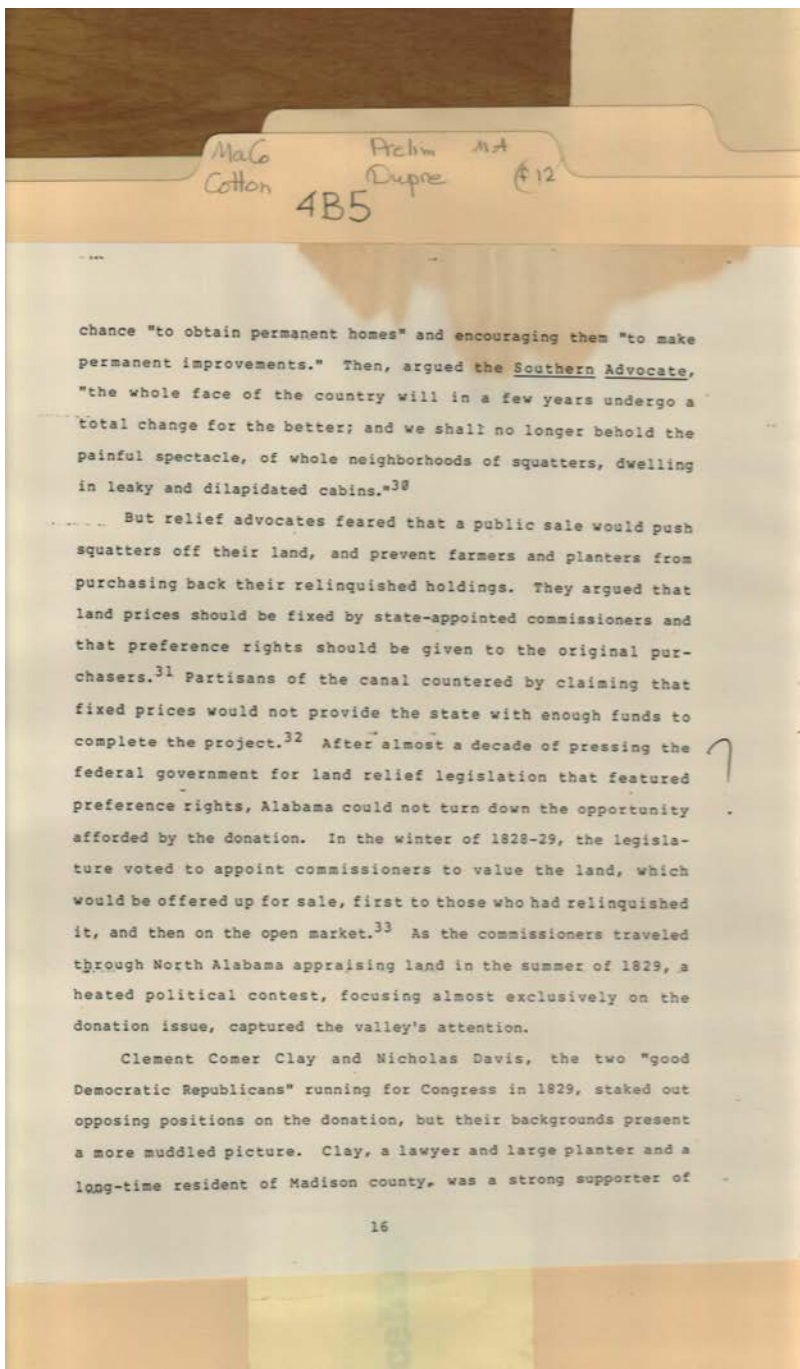 MaCo Prelim MA
Cotton Dupre F12
4B5
chance "to obtain permanent homes" and encouraging them "to make
permanent improvements." Then, argued the Southern Advocate,
"the whole face of the country will in a few years undergo a
total change for the better; and we shall no longer behold the
painful spectacle, of whole neighborhoods of squatters, dwelling
in leaky and dilapidated cabins."30
But relief advocates feared that a public sale would push
squatters off their land, and prevent farmers and planters from
purchasing back their relinquished holdings. They argued that
land prices should be fixed by state-appointed commissioners and
that preference rights should be given to the original pur-
chasers.31 Partisans of the canal countered by claiming that
fixed prices would not provide the state with enough funds to
complete the project.32 After almost a decade of pressing the
federal government for land relief legislation that featured
preference rights, Alabama could not turn down the opportunity
afforded by the donation. In the winter of 1828-29, the legisla-
ture voted to appoint commissioners to value the land, which
would be offered up for sale, first to those who had relinquished
it, and then on the open market.33 As the commissioners traveled
through North Alabama appraising land in the summer of 1829, a
heated political contest, focusing almost exclusively on the
donation issue, captured the valley's attention.
Clement Comer Clay and Nicholas Davis, the two "good
Democratic Republicans" running for Congress in 1829, staked out
opposing positions on the donation, but their backgrounds present
a more muddled picture. Clay, a lawyer and large planter and a
long-time resident of Madison county, was a strong supporter of
16